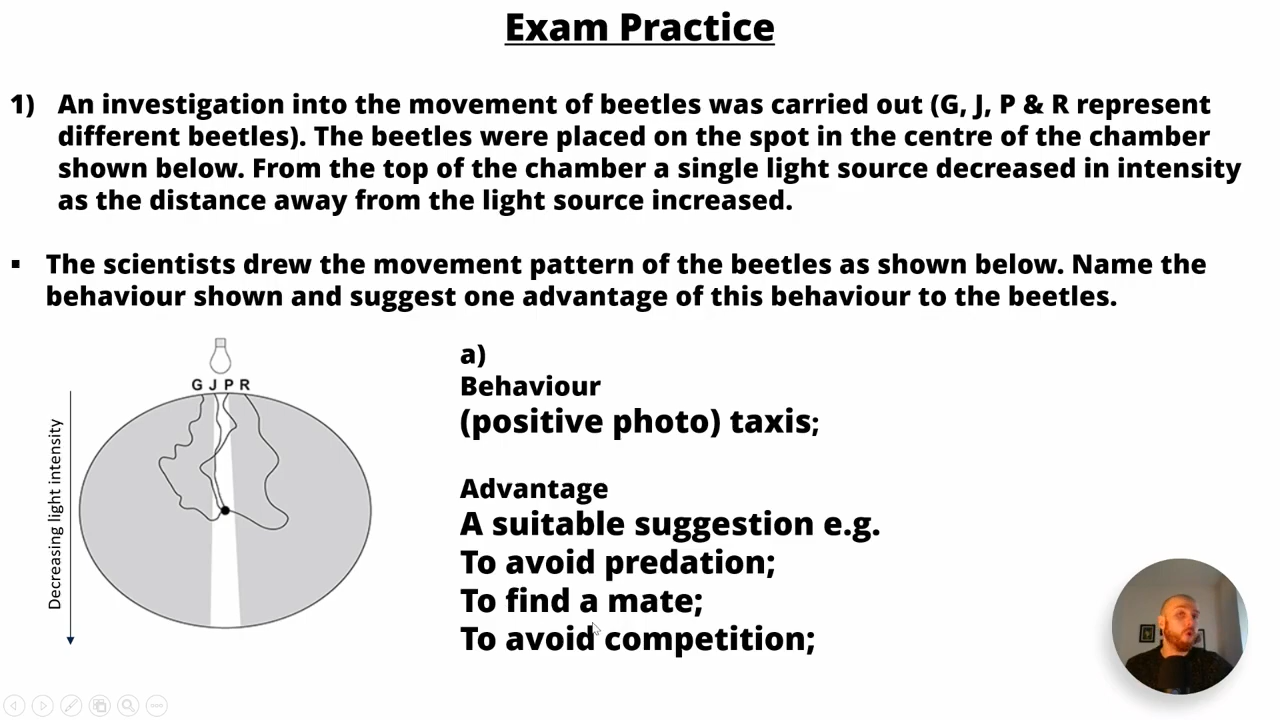 Exam Practice
1) An investigation into the movement of beetles was carried out (G, J, P & R represent
different beetles). The beetles were placed on the spot in the centre of the chamber
shown below. From the top of the chamber a single light source decreased in intensity
as the distance away from the light source increased.
▪ The scientists drew the movement pattern of the beetles as shown below. Name the
behaviour shown and suggest one advantage of this behaviour to the beetles.
G J P R
Decreasing light intensity
a)
Behaviour
(positive photo) taxis;
Advantage
A suitable suggestion e.g.
To avoid predation;
To find a mate;
To avoid competition;